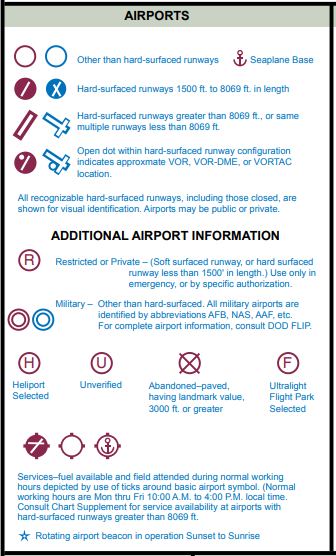 AIRPORTS
Other than hard-surfaced runways
Seaplane Base
Hard-surfaced runways 1500 ft. to 8069 ft. in length
Hard-surfaced runways greater than 8069 ft., or same
multiple runways less than 8069 ft.
Open dot within hard-surfaced runway configuration
indicates approxmate VOR, VOR-DME, or VORTAC
location.
All recognizable hard-surfaced runways, including those closed, are
shown for visual identification. Airports may be public or private.
ADDITIONAL AIRPORT INFORMATION
R
Restricted or Private – (Soft surfaced runway, or hard surfaced
runway less than 1500' in length.) Use only in
emergency, or by specific authorization.
Military – Other than hard-surfaced. All military airports are
identified by abbreviations AFB, NAS, AAF, etc.
For complete airport information, consult DOD FLIP.
H
U
F
Heliport
Selected
Unverified
Abandoned–paved,
having landmark value,
3000 ft. or greater
Ultralight
Flight Park
Selected
Services–fuel available and field attended during normal working
hours depicted by use of ticks around basic airport symbol. (Normal
working hours are Mon thru Fri 10:00 A.M. to 4:00 P.M. local time.
Consult Chart Supplement for service availability at airports with
hard-surfaced runways greater than 8069 ft.
Rotating airport beacon in operation Sunset to Sunrise